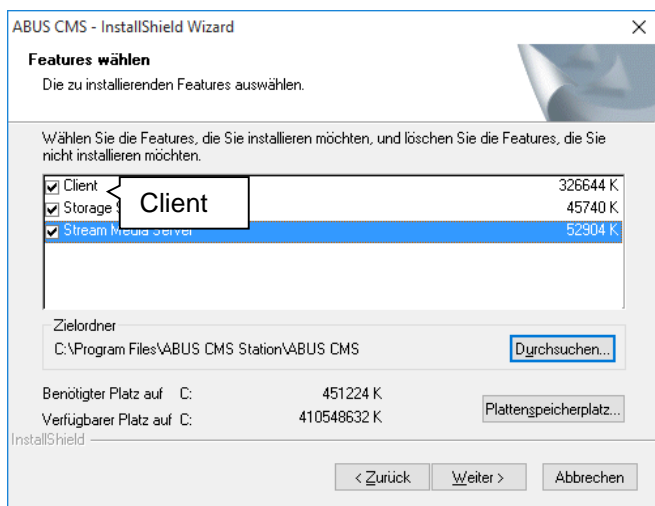 ABUS CMS - InstallShield Wizard
Features wählen
Die zu installierenden Features auswählen.
Wählen Sie die Features, die Sie installieren möchten, und löschen Sie die Features, die Sie
nicht installieren möchten.
Client 326644 K
Client
Storage 45740 K
Stream Media Server 52904 K
Zielordner
C:\Program Files\ABUS CMS Station\ABUS CMS Durchsuchen...
Benötigter Platz auf C: 451224 K
Verfügbarer Platz auf C: 410548632 K
Plattenspeicherplatz...
InstallShield
< Zurück Weiter > Abbrechen